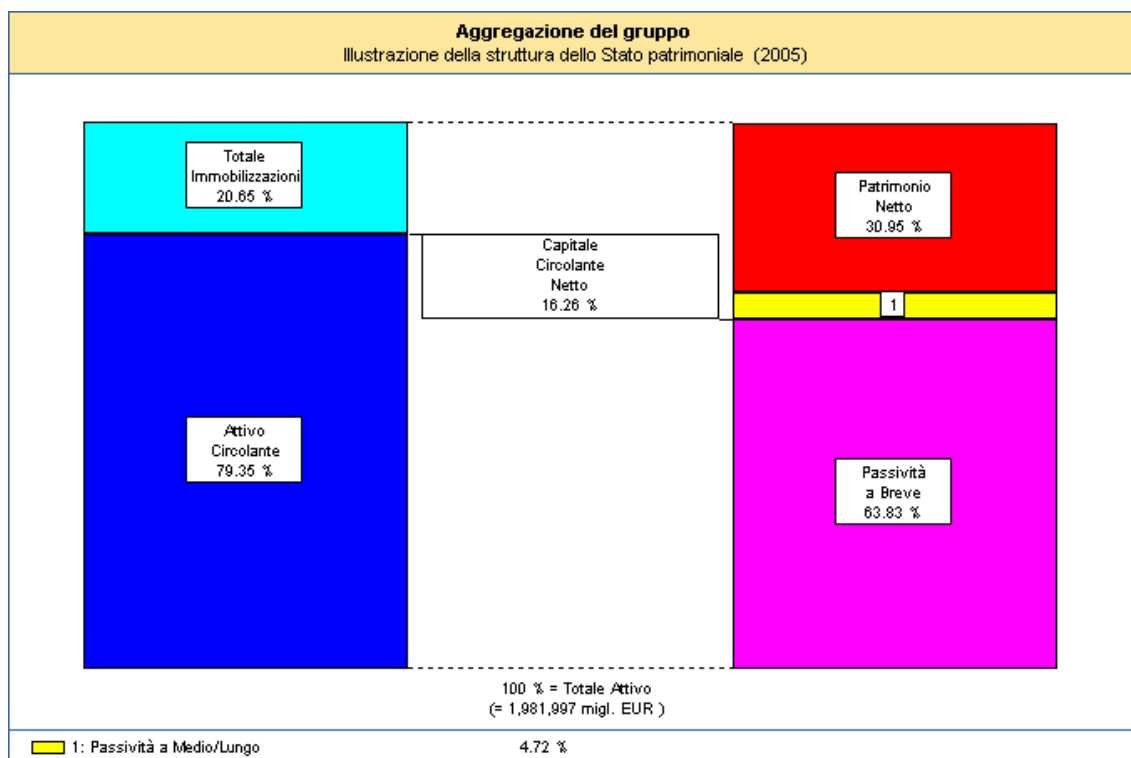 Aggregazione del gruppo
Illustrazione della struttura dello Stato patrimoniale (2005)
Totale
Immobilizzazioni
20.65 %
Attivo
Circolante
79.35 %
Capitale
Circolante
Netto
16.26 %
Patrimonio
Netto
30.95 %
1
Passività
a Breve
63.83 %
100 % = Totale Attivo
(= 1,981,997 migl. EUR )
1: Passività a Medio/Lungo 4.72 %